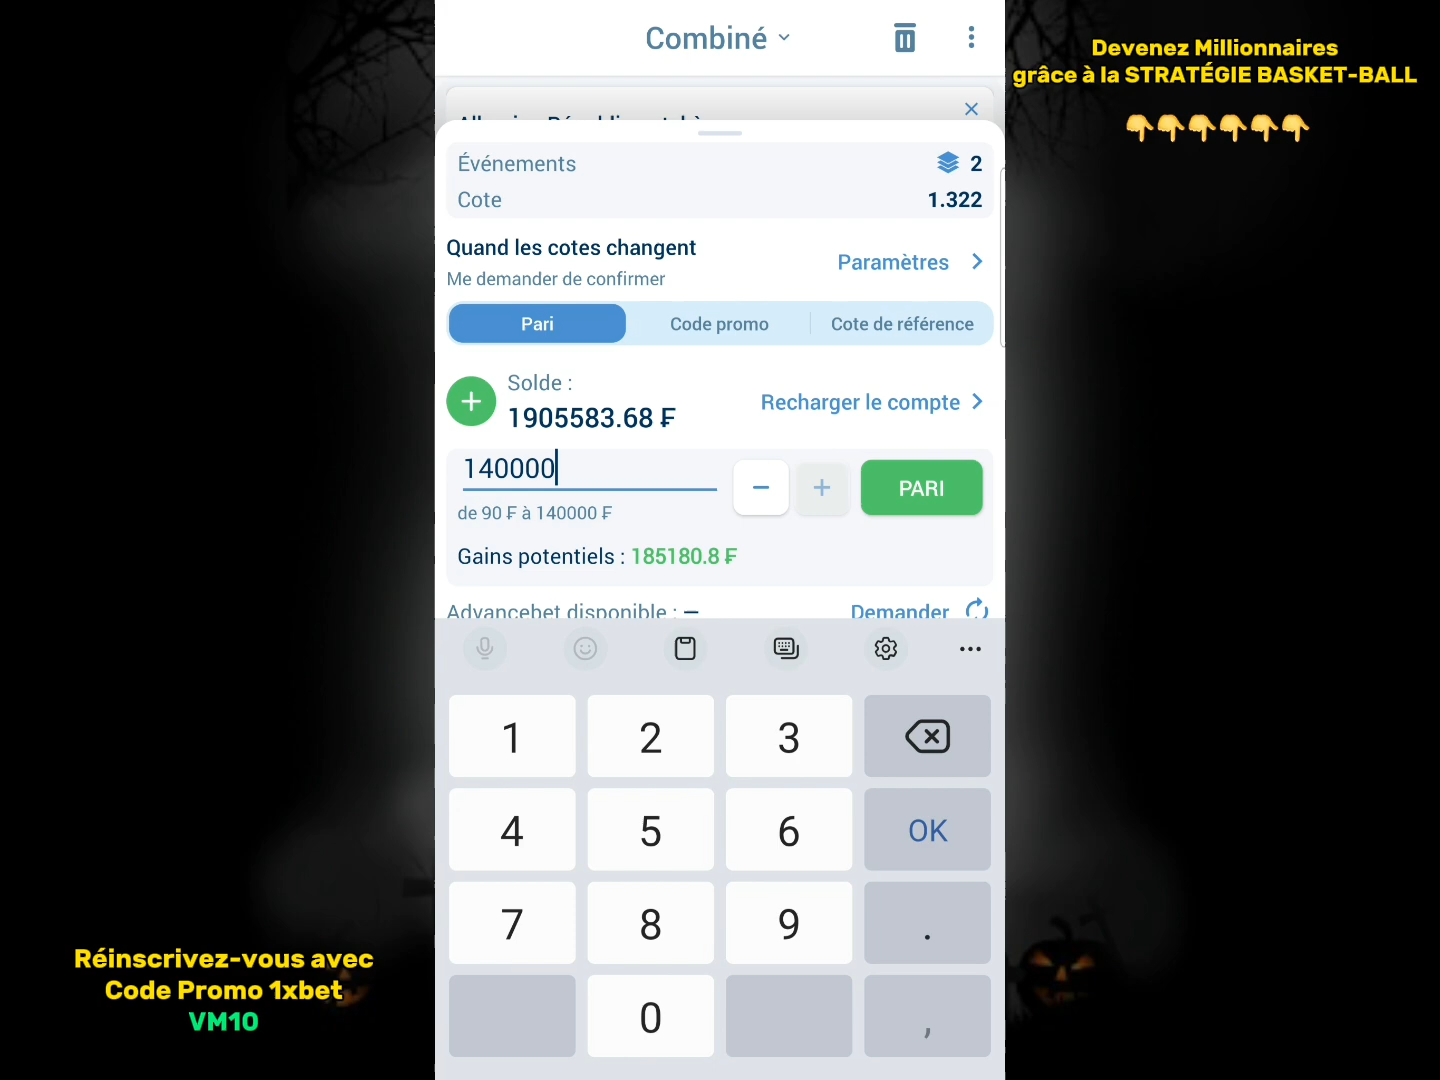 Combiné
Devenez Millionnaires
grâce à la STRATÉGIE BASKET-BALL
Événements
2
Cote
1.322
Quand les cotes changent
Me demander de confirmer
Paramètres
Pari
Code promo
Cote de référence
Solde :
1905583.68 ₣
Recharger le compte
140000
PARI
de 90 ₣ à 140000 ₣
Gains potentiels : 185180.8 ₣
Advancebet disponible : —
Demander
1
2
3
4
5
6
OK
7
8
9
.
0
,
Réinscrivez-vous avec
Code Promo 1xbet
VM10